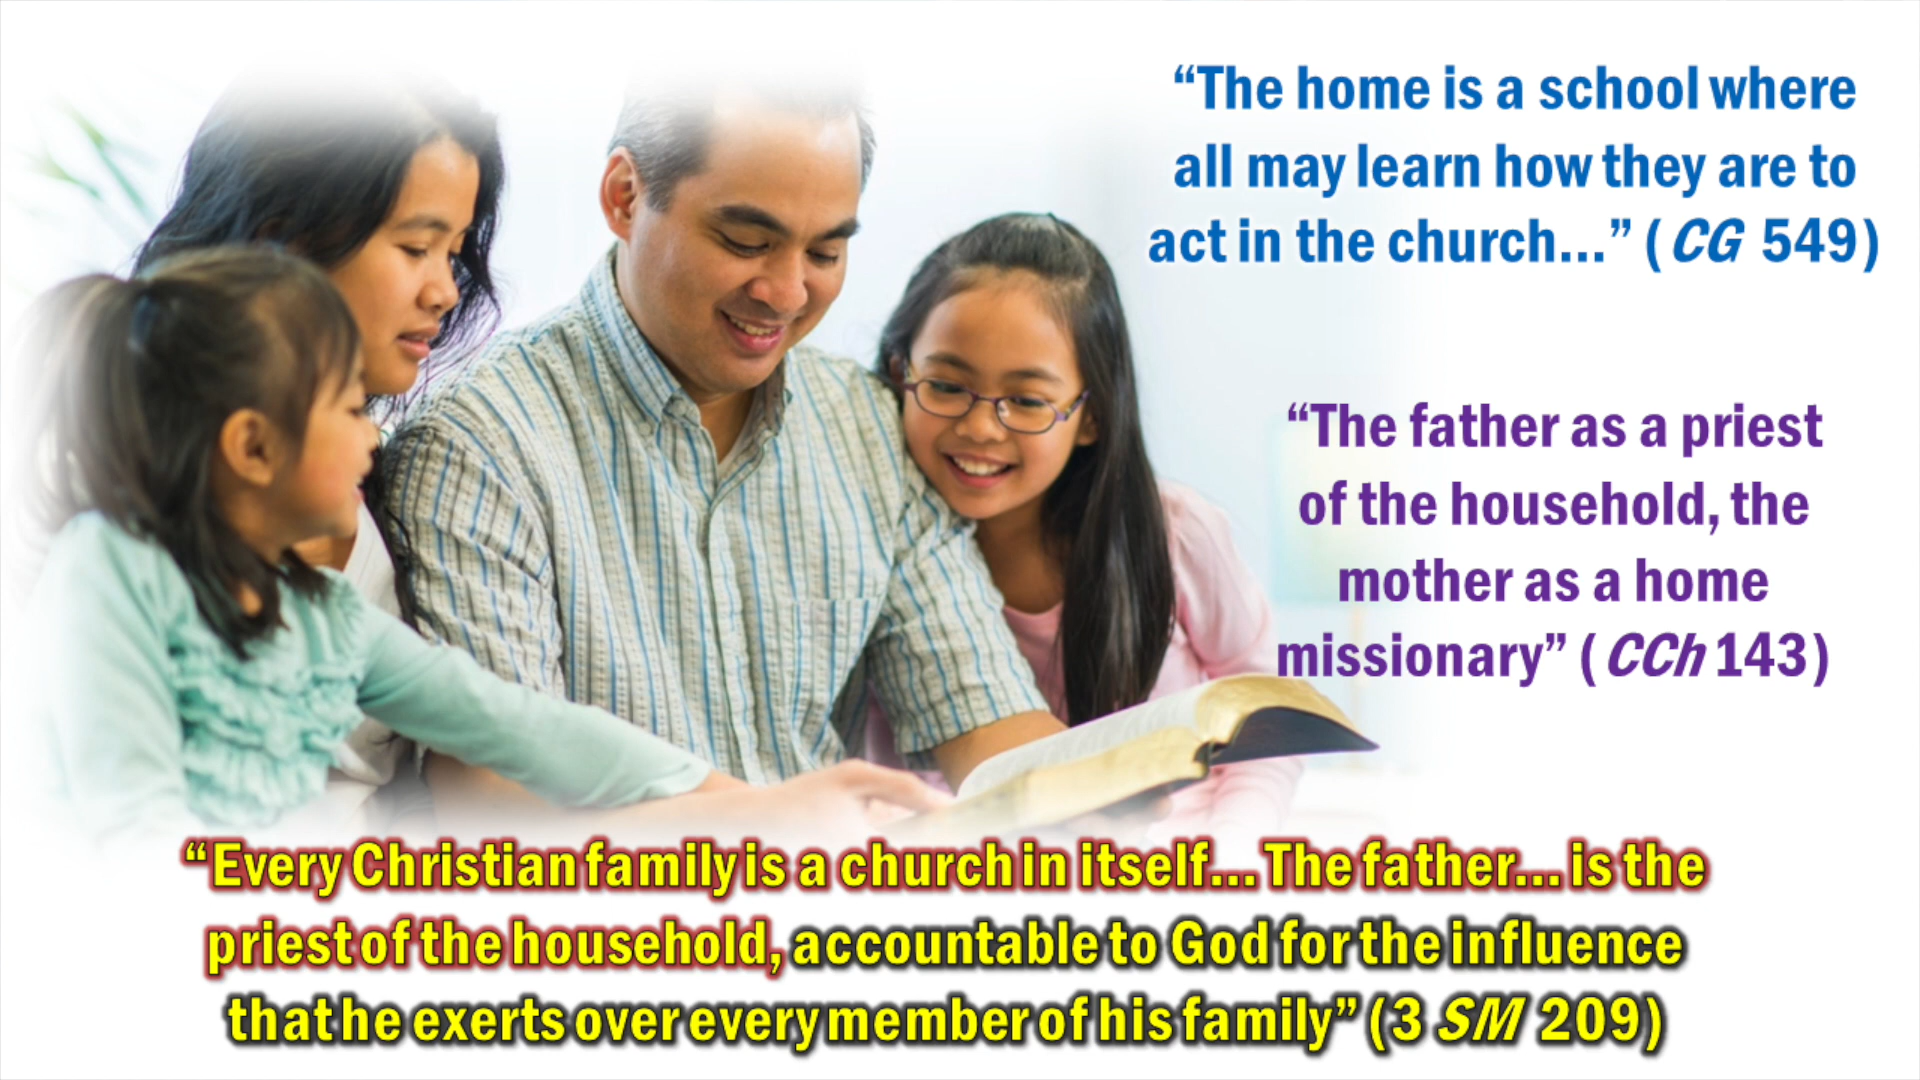 “The home is a school where
all may learn how they are to
act in the church...” (CG 549)
“The father as a priest
of the household, the
mother as a home
missionary” (CCh 143)
“Every Christian family is a church in itself... The father... is the
priest of the household, accountable to God for the influence
that he exerts over every member of his family” (3 SM 209)